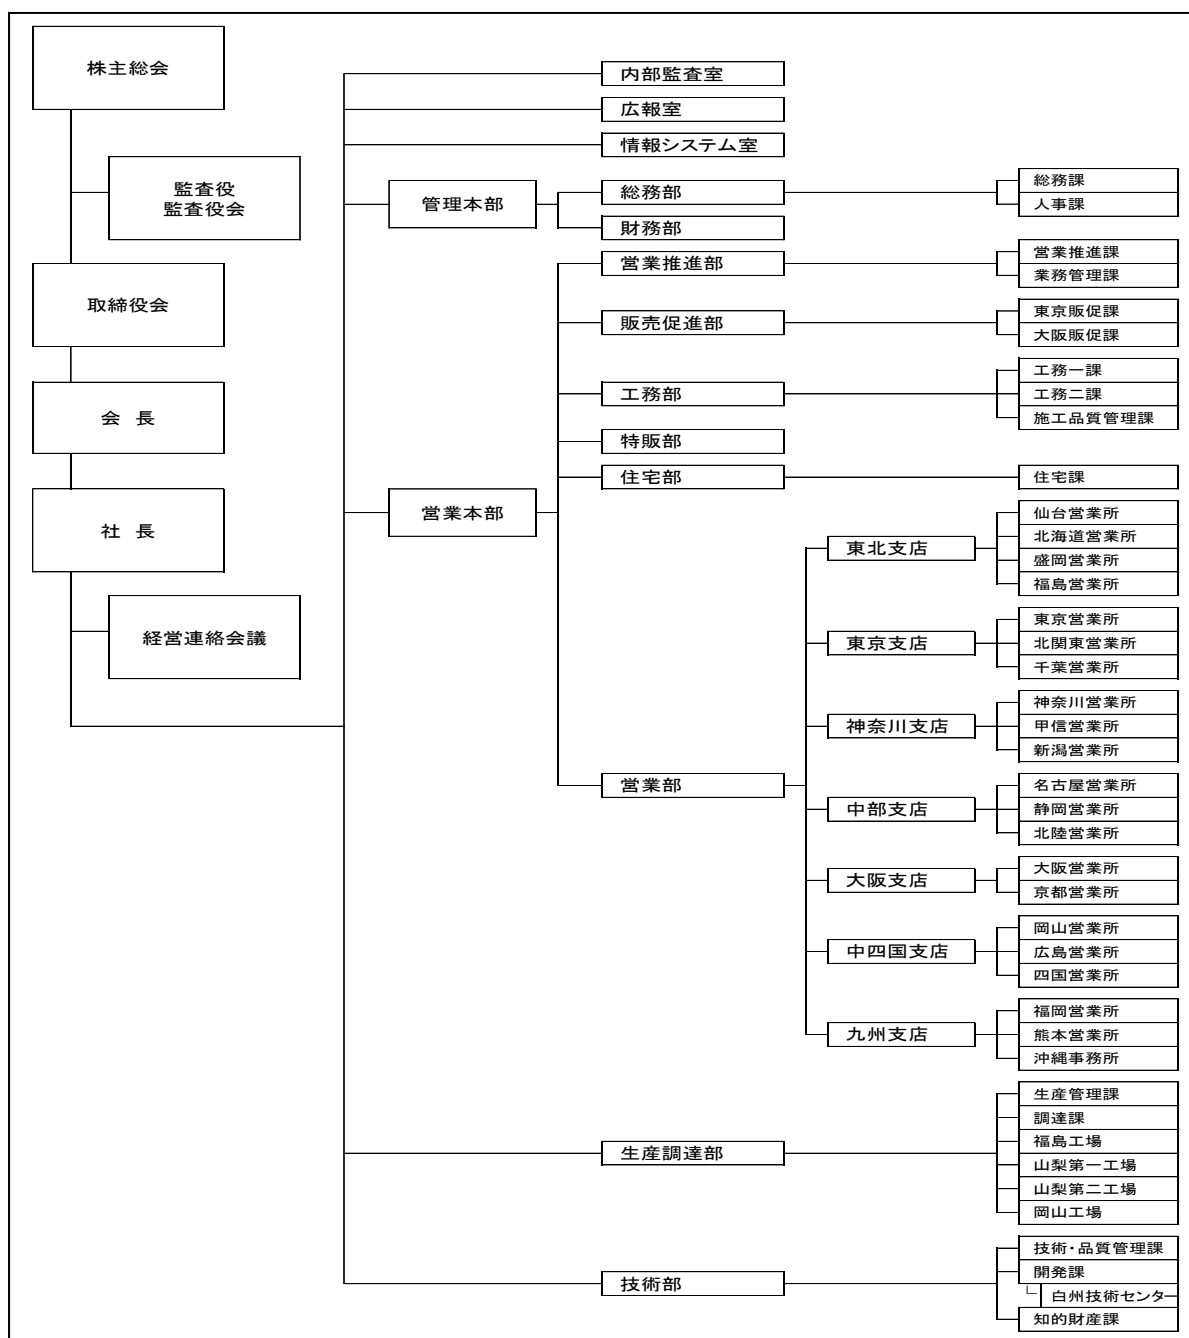 株主総会
監査役
監査役会
取締役会
会 長
社 長
経営連絡会議
内部監査室
広報室
情報システム室
管理本部
総務部
総務課
人事課
財務部
営業本部
営業推進部
営業推進課
業務管理課
販売促進部
東京販促課
大阪販促課
工務部
工務一課
工務二課
施工品質管理課
特販部
住宅部
住宅課
営業部
東北支店
仙台営業所
北海道営業所
盛岡営業所
福島営業所
東京支店
東京営業所
北関東営業所
千葉営業所
神奈川支店
神奈川営業所
甲信営業所
新潟営業所
中部支店
名古屋営業所
静岡営業所
北陸営業所
大阪支店
大阪営業所
京都営業所
中四国支店
岡山営業所
広島営業所
四国営業所
九州支店
福岡営業所
熊本営業所
沖縄事務所
生産調達部
生産管理課
調達課
福島工場
山梨第一工場
山梨第二工場
岡山工場
技術部
技術・品質管理課
開発課
白州技術センター
知的財産課